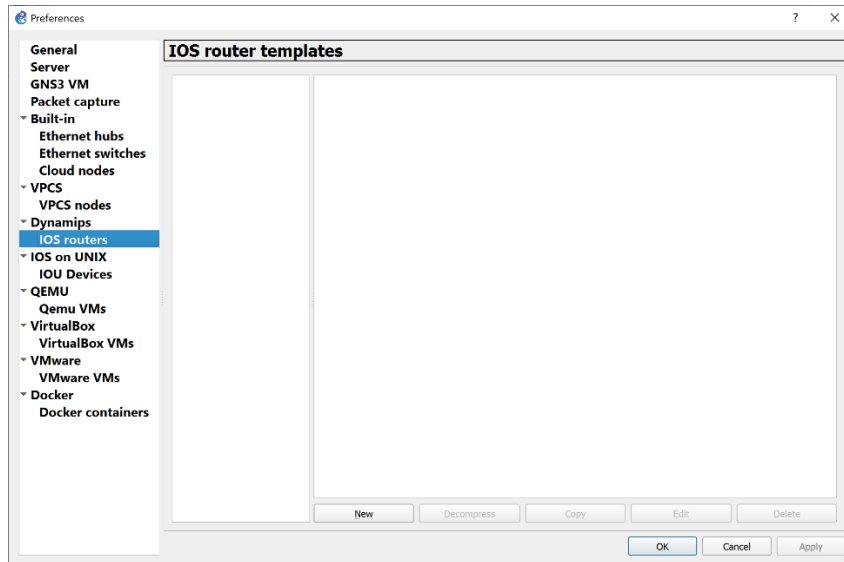 Preferences
?
General
Server
GNS3 VM
Packet capture
Built-in
Ethernet hubs
Ethernet switches
Cloud nodes
VPCS
VPCS nodes
Dynamips
IOS routers
IOS on UNIX
IOU Devices
QEMU
Qemu VMs
VirtualBox
VirtualBox VMs
VMware
VMware VMs
Docker
Docker containers
IOS router templates
New Decompress Copy Edit Delete
OK Cancel Apply